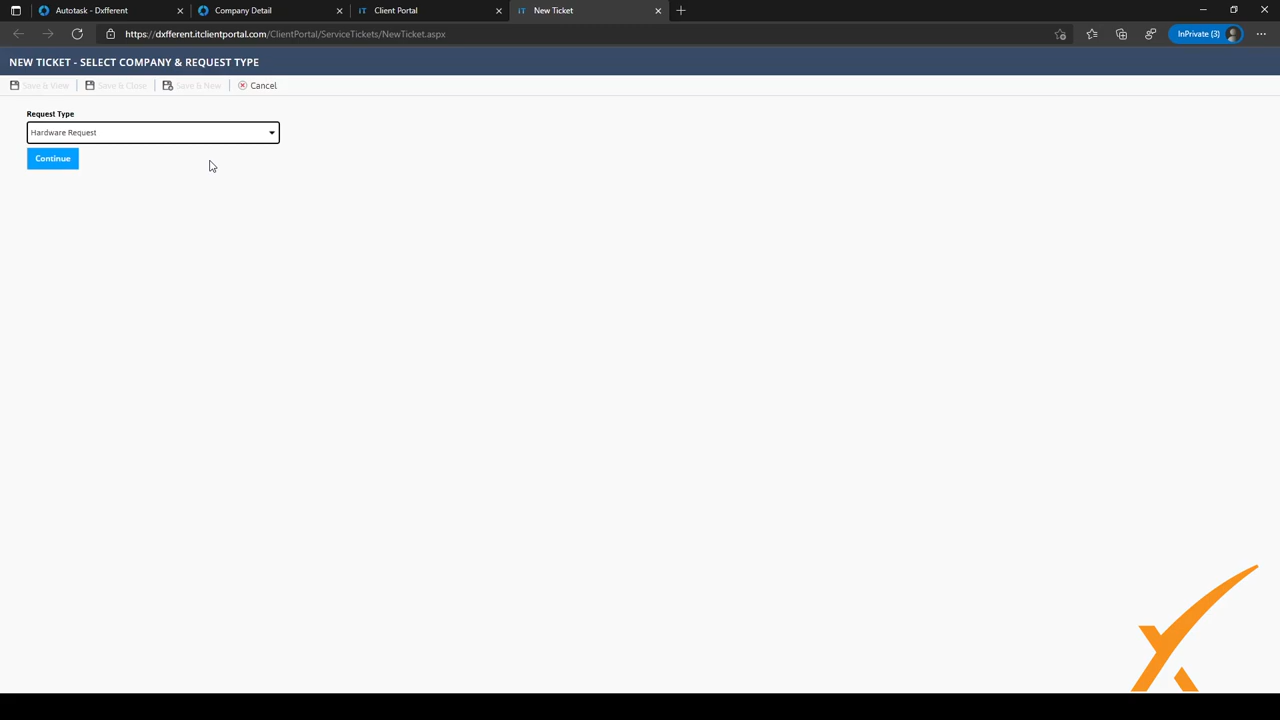 Autotask - Dxfferent
Company Detail
Client Portal
New Ticket
https://dxfferent.itclientportal.com/ClientPortal/ServiceTickets/NewTicket.aspx
InPrivate (3)
NEW TICKET - SELECT COMPANY & REQUEST TYPE
Save & View
Save & Close
Save & New
Cancel
Request Type
Hardware Request
Continue